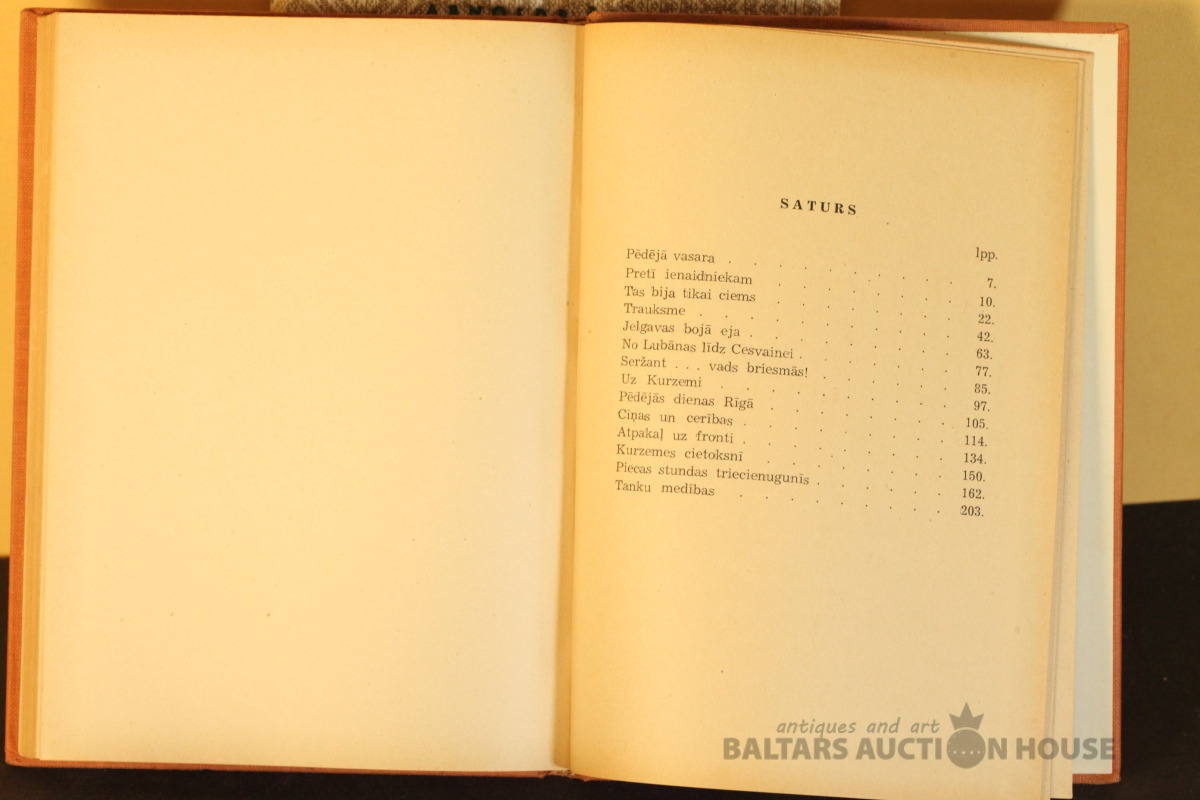 SATURS
lpp.
Pēdējā vasara . . . . . . . . . . 7.
Pretī ienaidniekam . . . . . . . . 10.
Tas bija tikai ciems . . . . . . . . 22.
Trauksme . . . . . . . . . . . 42.
Jelgavas bojā eja . . . . . . . . . 63.
No Lubānas līdz Cesvainei . . . . . . . 77.
Seržant . . . vads briesmās! . . . . . . 85.
Uz Kurzemi . . . . . . . . . . 97.
Pēdējās dienas Rīgā . . . . . . . . 105.
Cīņas un cerības . . . . . . . . . 114.
Atpakaļ uz fronti . . . . . . . . . 134.
Kurzemes cietoksnī . . . . . . . . 150.
Piecas stundas triecienugunīs . . . . . . 162.
Tanku medības . . . . . . . . . 203.
antiques and art
BALTARS AUCTION HOUSE